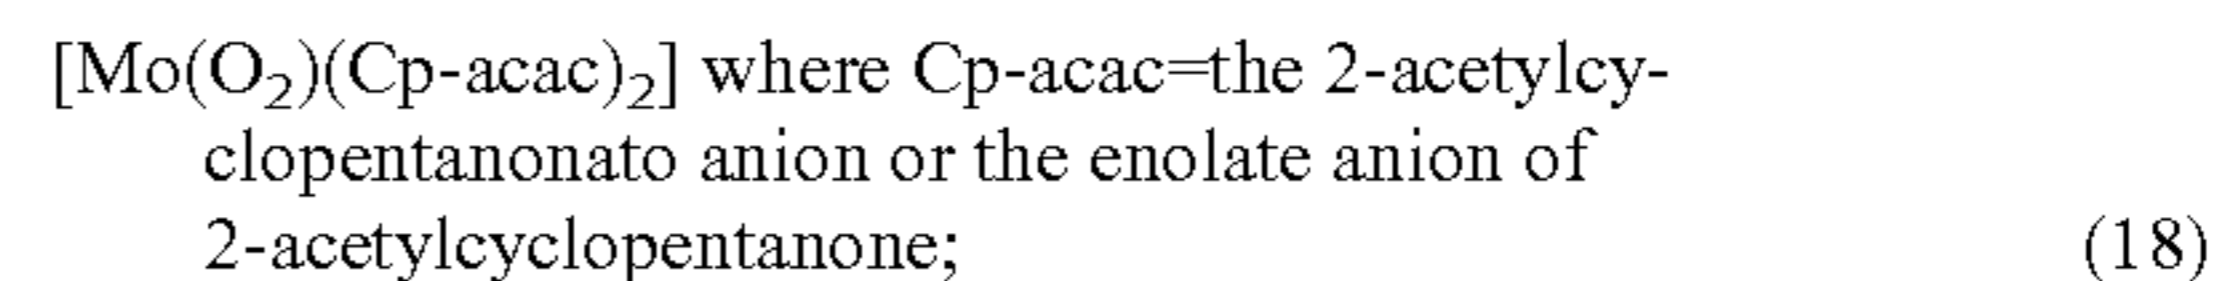 [Mo(O₂)(Cp-acac)₂] where Cp-acac=the 2-acetylcy-
clopentanonato anion or the enolate anion of
2-acetylcyclopentanone; (18)